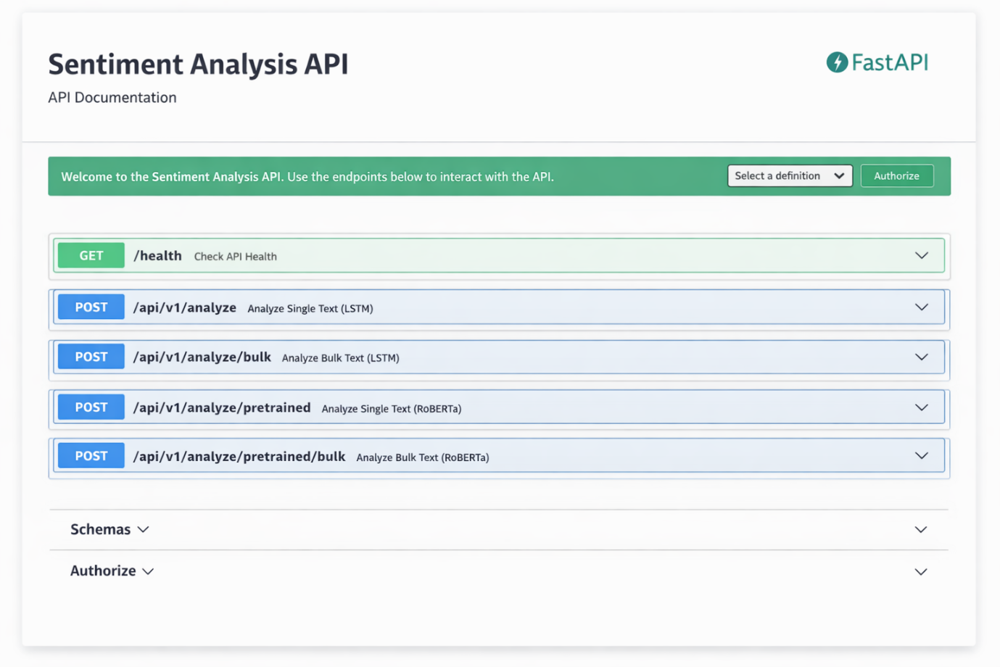 Sentiment Analysis API
FastAPI
API Documentation
Welcome to the Sentiment Analysis API. Use the endpoints below to interact with the API.
Select a definition
Authorize
GET /health Check API Health
POST /api/v1/analyze Analyze Single Text (LSTM)
POST /api/v1/analyze/bulk Analyze Bulk Text (LSTM)
POST /api/v1/analyze/pretrained Analyze Single Text (RoBERTa)
POST /api/v1/analyze/pretrained/bulk Analyze Bulk Text (RoBERTa)
Schemas
Authorize